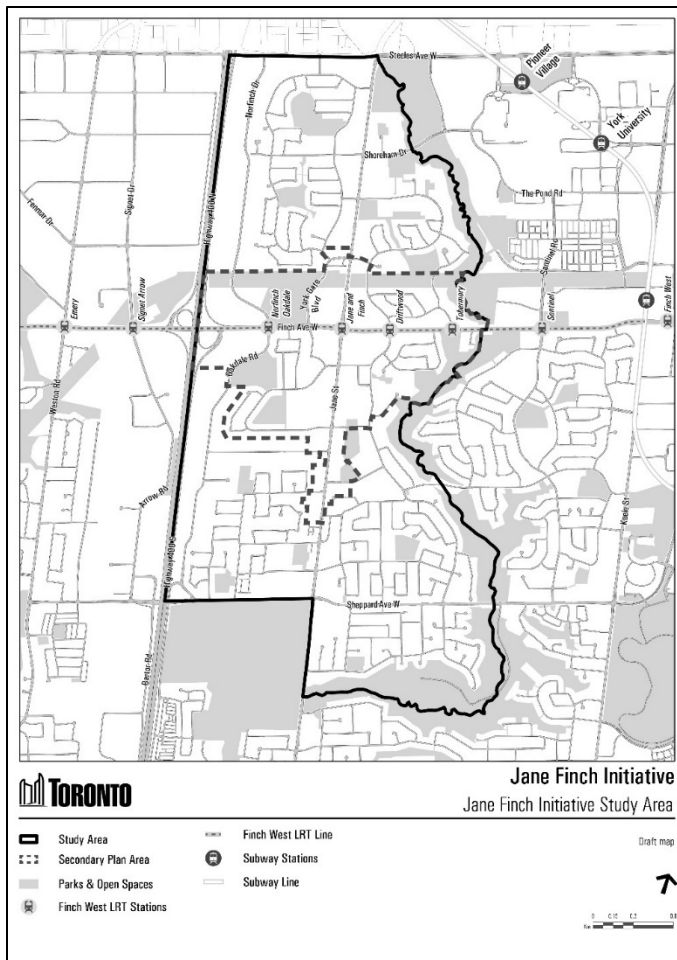 Steeles Ave W
Pioneer
Village
York
University
Norfinch Dr
Shoreham Dr
The Pond Rd
Signet Dr
Fenmar Dr
Highway 400 N
Sentinel Rd
Emery
Signet Arrow
Norfinch
Oakdale
York Gate
Blvd
Jane and
Finch
Driftwood
Tobermory
Sentinel
Finch West
Finch Ave W
Weston Rd
Oakdale Rd
Jane St
Arrow Rd
Keele St
Highway 400 S
Sheppard Ave W
Jane Finch Initiative
TORONTO
Jane Finch Initiative Study Area
Study Area
Secondary Plan Area
Parks & Open Spaces
Finch West LRT Stations
Finch West LRT Line
Subway Stations
Subway Line
Draft map